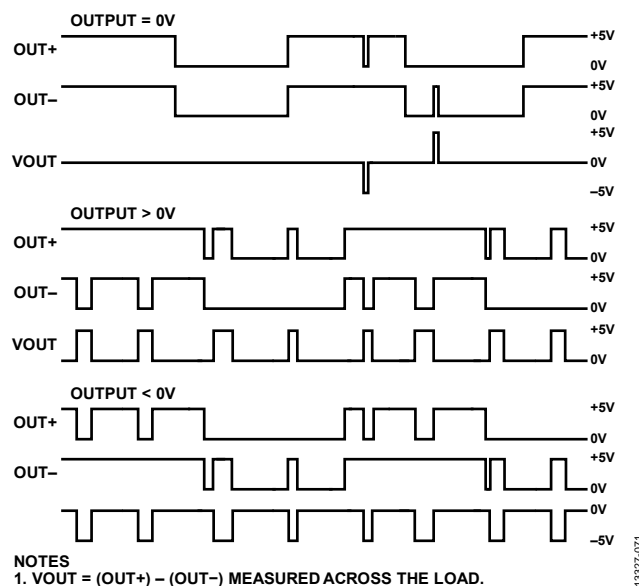 OUTPUT = 0V
OUT+
+5V
0V
OUT–
+5V
0V
VOUT
+5V
0V
–5V
OUTPUT > 0V
OUT+
+5V
0V
OUT–
+5V
0V
VOUT
+5V
0V
OUTPUT < 0V
OUT+
+5V
0V
OUT–
+5V
0V
0V
–5V
NOTES
1. VOUT = (OUT+) – (OUT–) MEASURED ACROSS THE LOAD.
12327-071